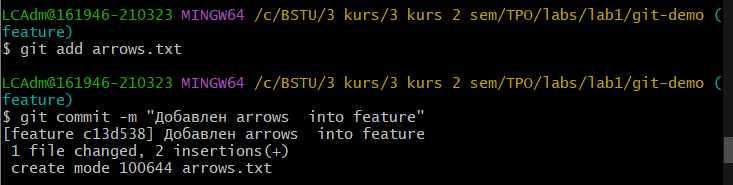 LCAdm@161946-210323 MINGW64 /c/BSTU/3 kurs/3 kurs 2 sem/TPO/labs/lab1/git-demo (
feature)
$ git add arrows.txt
LCAdm@161946-210323 MINGW64 /c/BSTU/3 kurs/3 kurs 2 sem/TPO/labs/lab1/git-demo (
feature)
$ git commit -m "Добавлен arrows  into feature"
[feature c13d538] Добавлен arrows  into feature
 1 file changed, 2 insertions(+)
 create mode 100644 arrows.txt